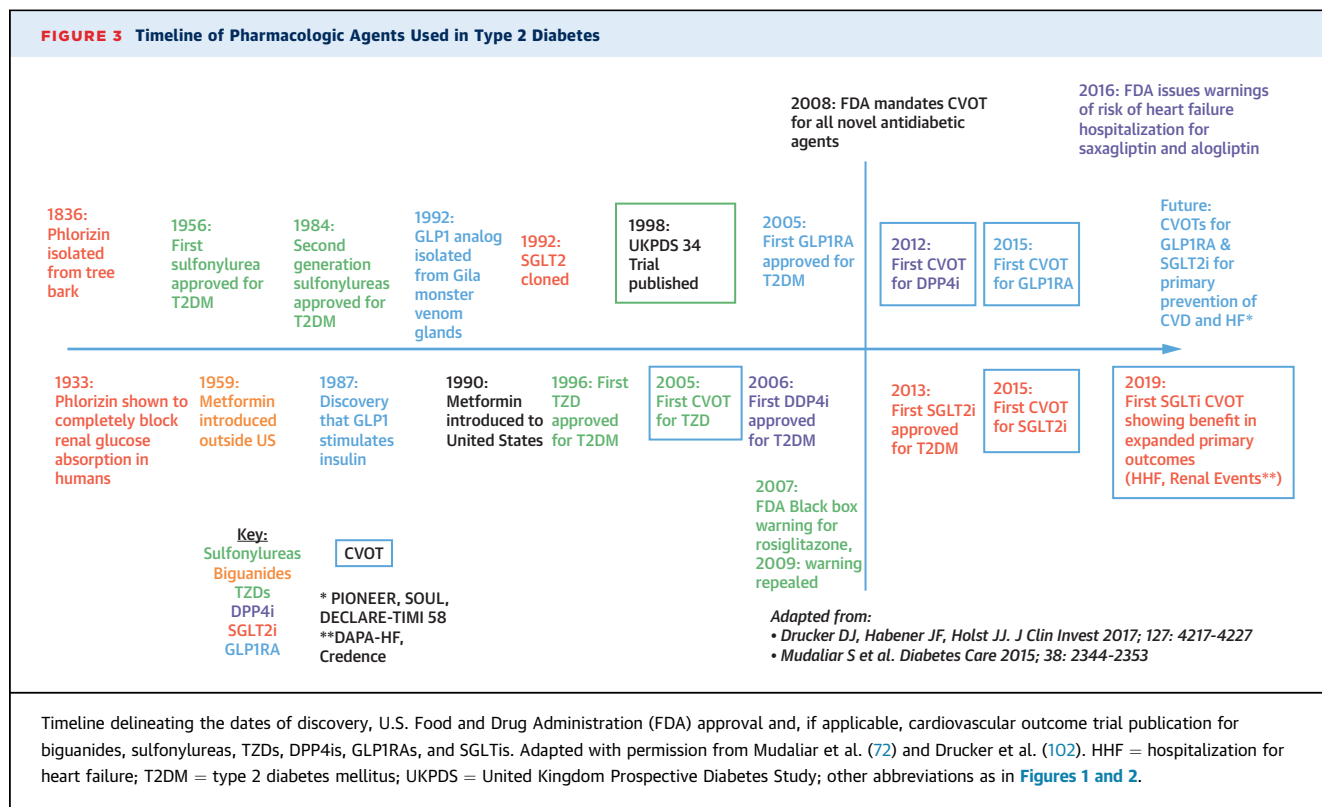 FIGURE 3 Timeline of Pharmacologic Agents Used in Type 2 Diabetes
2008: FDA mandates CVOT
for all novel antidiabetic
agents
2016: FDA issues warnings
of risk of heart failure
hospitalization for
saxagliptin and alogliptin
1836:
Phlorizin
isolated
from tree
bark
1956:
First
sulfonylurea
approved for
T2DM
1984:
Second
generation
sulfonylureas
approved for
T2DM
1992:
GLP1 analog
isolated
from Gila
monster
venom
glands
1992:
SGLT2
cloned
1998:
UKPDS 34
Trial
published
2005:
First GLP1RA
approved for
T2DM
2012:
First CVOT
for DPP4i
2015:
First CVOT
for GLP1RA
Future:
CVOTs for
GLP1RA &
SGLT2i for
primary
prevention of
CVD and HF*
1933:
Phlorizin shown to
completely block
renal glucose
absorption in
humans
1959:
Metformin
introduced
outside US
1987:
Discovery
that GLP1
stimulates
insulin
1990:
Metformin
introduced to
United States
1996: First
TZD
approved
for T2DM
2005:
First CVOT
for TZD
2006:
First DDP4i
approved
for T2DM
2007:
FDA Black box
warning for
rosiglitazone,
2009: warning
repealed
2013:
First SGLT2i
approved
for T2DM
2015:
First CVOT
for SGLT2i
2019:
First SGLTi CVOT
showing benefit in
expanded primary
outcomes
(HHF, Renal Events**)
Key:
Sulfonylureas
Biguanides
TZDs
DPP4i
SGLT2i
GLP1RA
CVOT
* PIONEER, SOUL,
DECLARE-TIMI 58
**DAPA-HF,
Credence
Adapted from:
• Drucker DJ, Habener JF, Holst JJ. J Clin Invest 2017; 127: 4217-4227
• Mudaliar S et al. Diabetes Care 2015; 38: 2344-2353
Timeline delineating the dates of discovery, U.S. Food and Drug Administration (FDA) approval and, if applicable, cardiovascular outcome trial publication for
biguanides, sulfonylureas, TZDs, DPP4is, GLP1RAs, and SGLTis. Adapted with permission from Mudaliar et al. (72) and Drucker et al. (102). HHF = hospitalization for
heart failure; T2DM = type 2 diabetes mellitus; UKPDS = United Kingdom Prospective Diabetes Study; other abbreviations as in Figures 1 and 2.